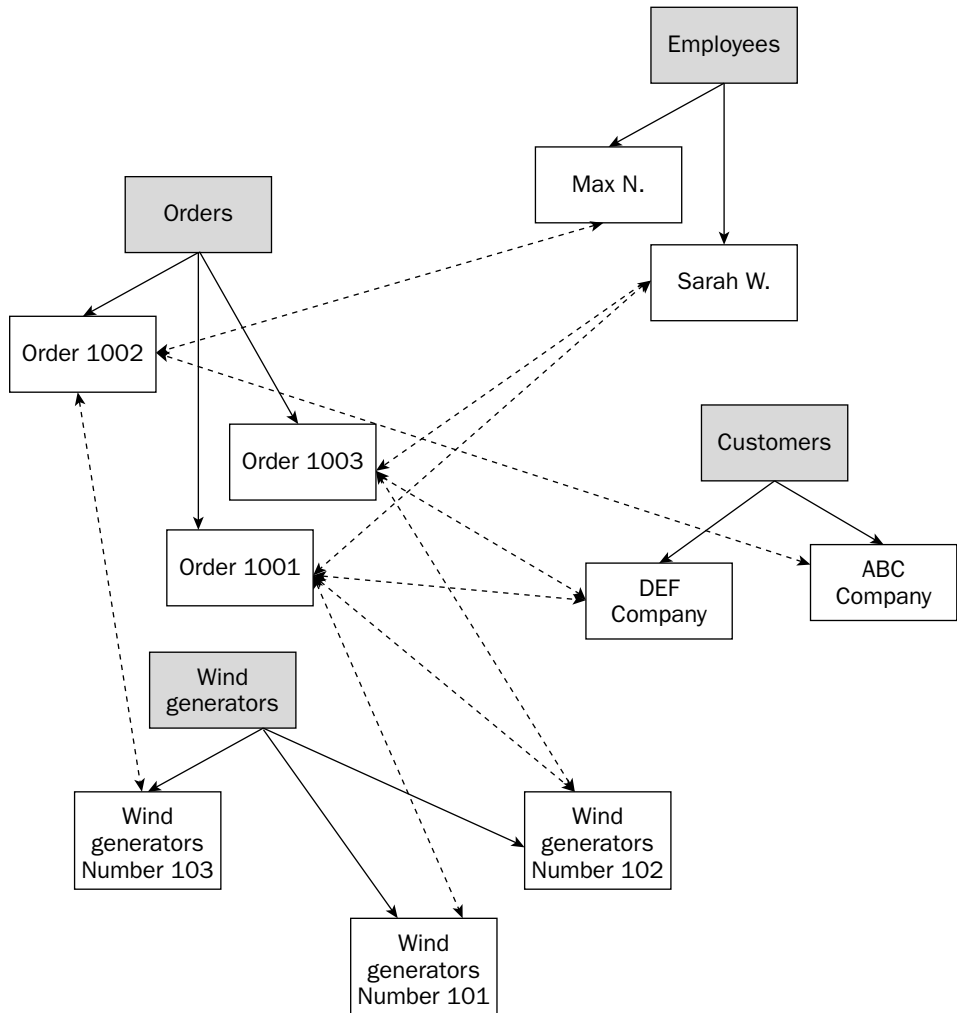 Employees
Max N.
Orders
Sarah W.
Order 1002
Customers
Order 1003
Order 1001
ABC
Company
DEF
Company
Wind
generators
Wind
generators
Number 103
Wind
generators
Number 102
Wind
generators
Number 101